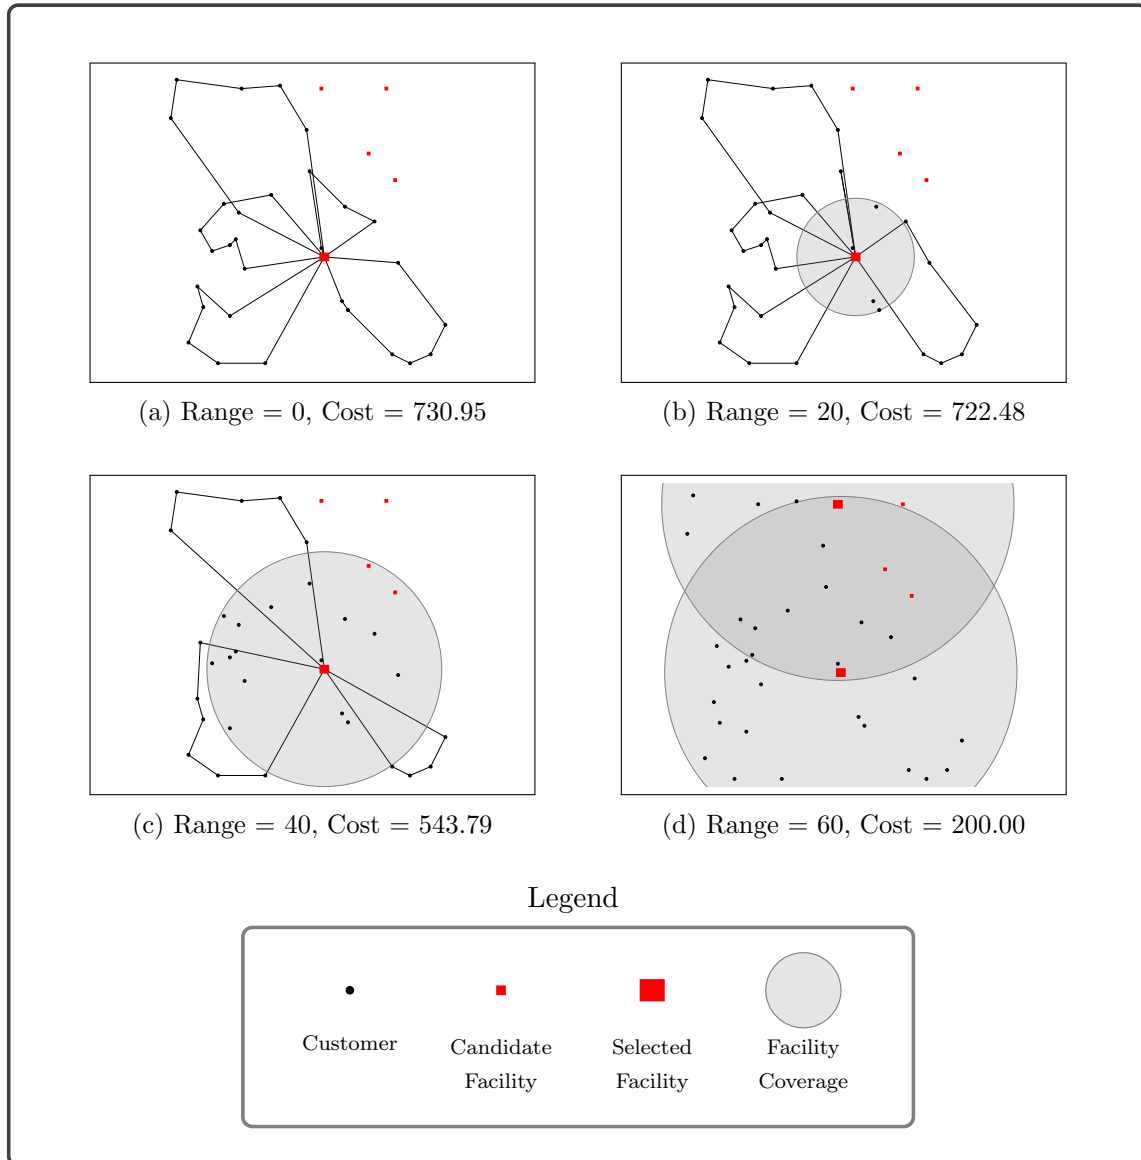 (a) Range = 0, Cost = 730.95
(b) Range = 20, Cost = 722.48
(c) Range = 40, Cost = 543.79
(d) Range = 60, Cost = 200.00
Legend
Customer
Candidate
Facility
Selected
Facility
Facility
Coverage